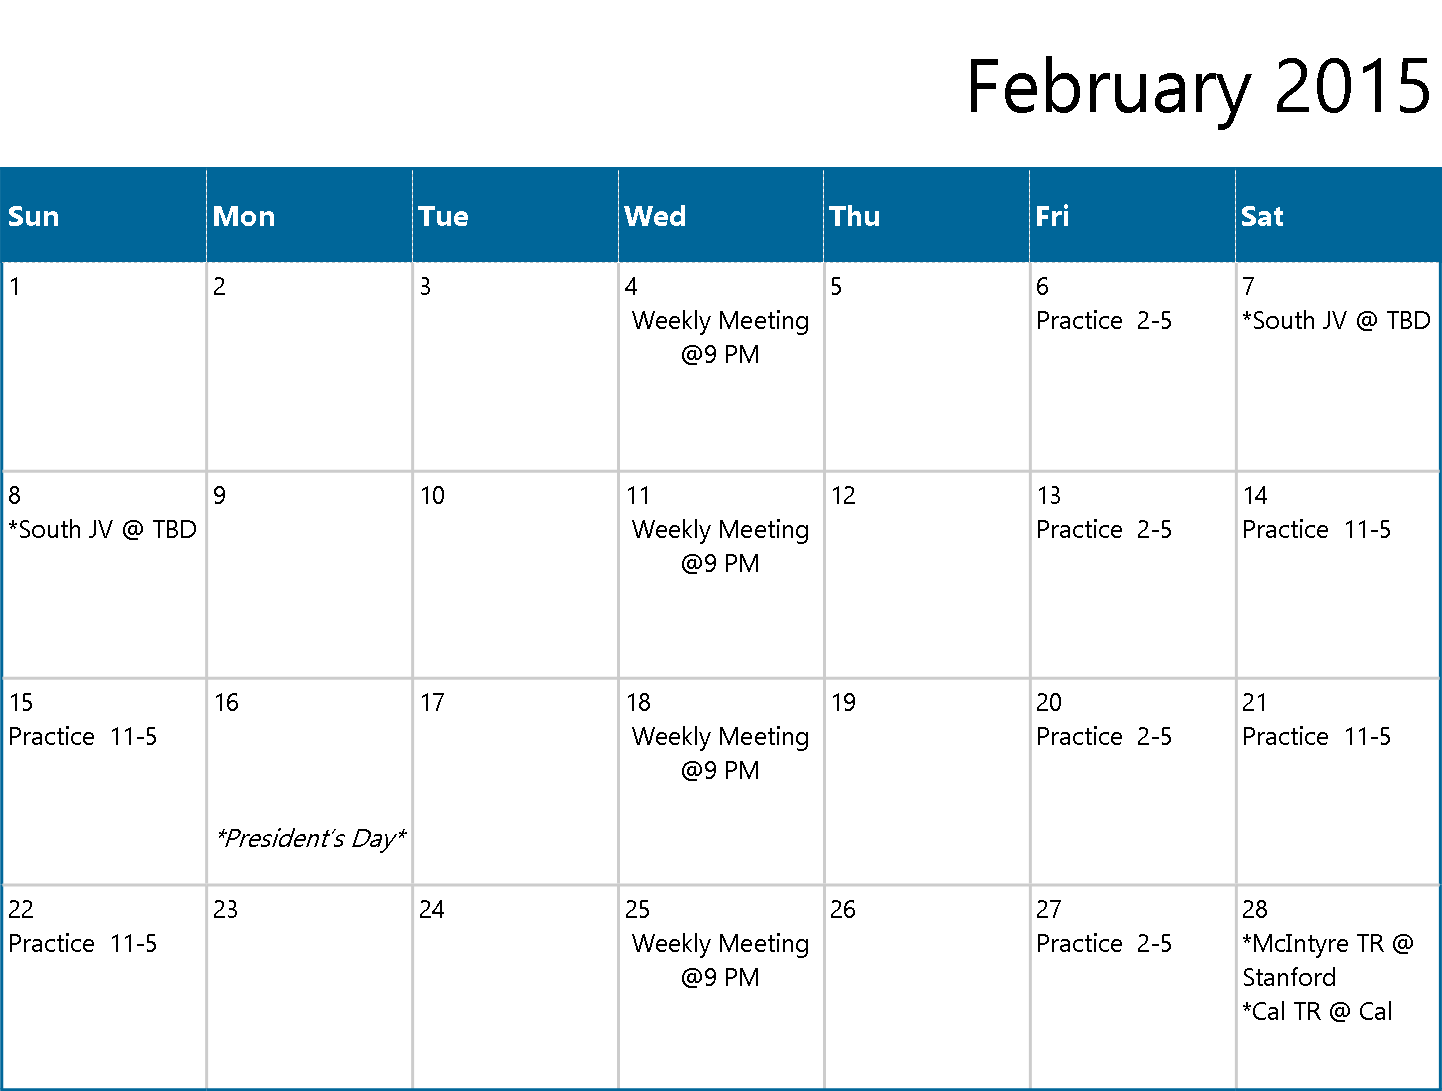 February 2015
Sun Mon Tue Wed Thu Fri Sat
1
2
3
4
Weekly Meeting
@9 PM
5
6
Practice 2-5
7
*South JV @ TBD
8
*South JV @ TBD
9
10
11
Weekly Meeting
@9 PM
12
13
Practice 2-5
14
Practice 11-5
15
Practice 11-5
16
*President's Day*
17
18
Weekly Meeting
@9 PM
19
20
Practice 2-5
21
Practice 11-5
22
Practice 11-5
23
24
25
Weekly Meeting
@9 PM
26
27
Practice 2-5
28
*McIntyre TR @
Stanford
*Cal TR @ Cal